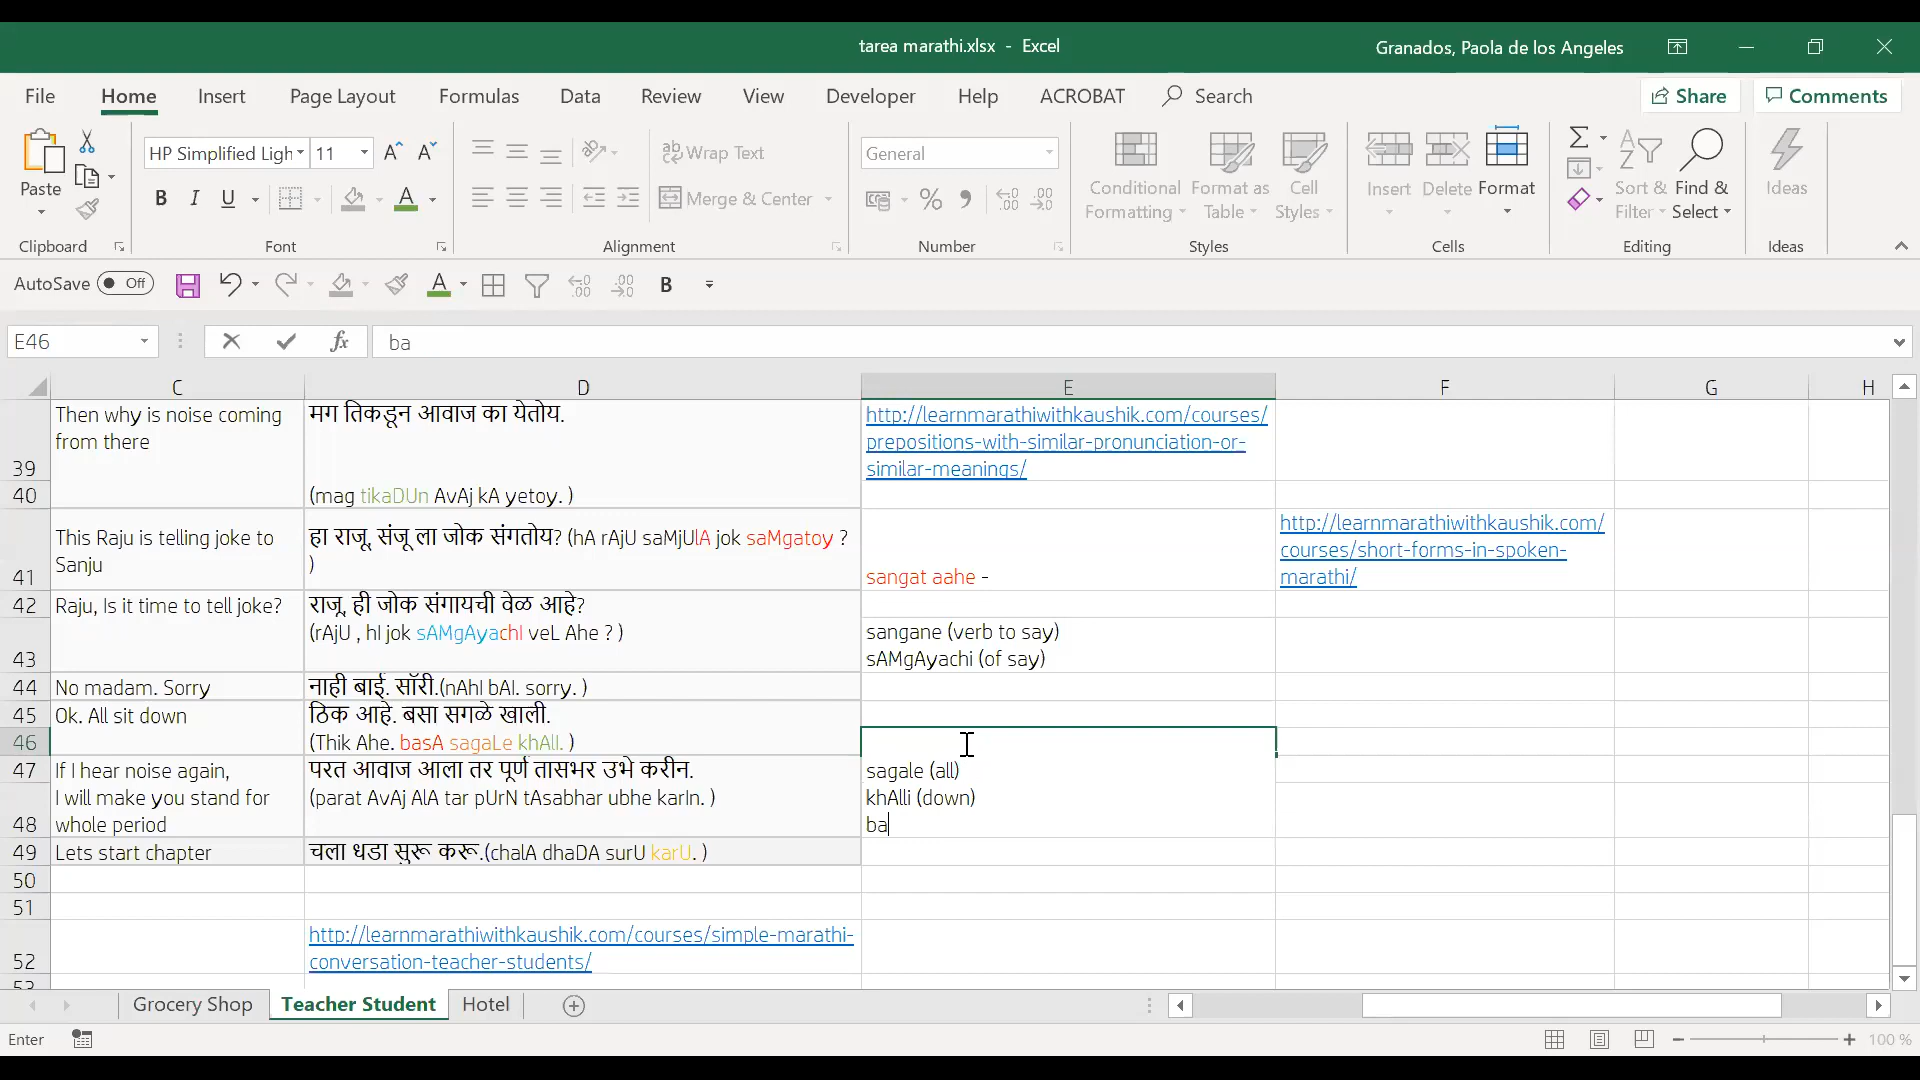 tarea marathi.xlsx - Excel
Granados, Paola de los Angeles
File Home Insert Page Layout Formulas Data Review View Developer Help ACROBAT Search Share Comments
HP Simplified Ligh 11 Wrap Text General
Paste B I U A Merge & Center % , Conditional Formatting Format as Table Cell Styles Insert Delete Format Sort & Filter Find & Select Ideas
Clipboard Font Alignment Number Styles Cells Editing Ideas
AutoSave Off A B
E46 fx ba
C D E F G H
Then why is noise coming from there
मग तिकडून आवाज का येतोय.
http://learnmarathiwithkaushik.com/courses/
prepositions-with-similar-pronunciation-or-
similar-meanings/
39
40 (mag tikaDUn AvAj kA yetoy. )
This Raju is telling joke to Sanju
हा राजू, संजू ला जोक संगतोय? (hA rAjU saMjUlA jok saMgatoy ?
)
http://learnmarathiwithkaushik.com/
courses/short-forms-in-spoken-
marathi/
41 sangat aahe -
42 Raju, Is it time to tell joke? राजू, ही जोक संगायची वेळ आहे?
(rAjU , hI jok sAMgAyachI veL Ahe ? ) sangane (verb to say)
43 sAMgAyachi (of say)
44 No madam. Sorry नाही बाई. सॉरी.(nAhI bAI. sorry. )
45 Ok. All sit down ठिक आहे. बसा सगळे खाली.
46 (Thik Ahe. basA sagaLe khAlI. )
47 If I hear noise again, परत आवाज आला तर पूर्ण तासभर उभे करीन. sagale (all)
I will make you stand for (parat AvAj AlA tar pUrN tAsabhar ubhe karIn. ) khAlli (down)
48 whole period ba
49 Lets start chapter चला धडा सुरू करू.(chalA dhaDA surU karU. )
50
51
http://learnmarathiwithkaushik.com/courses/simple-marathi-
52 conversation-teacher-students/
53
Grocery Shop Teacher Student Hotel
Enter 100 %